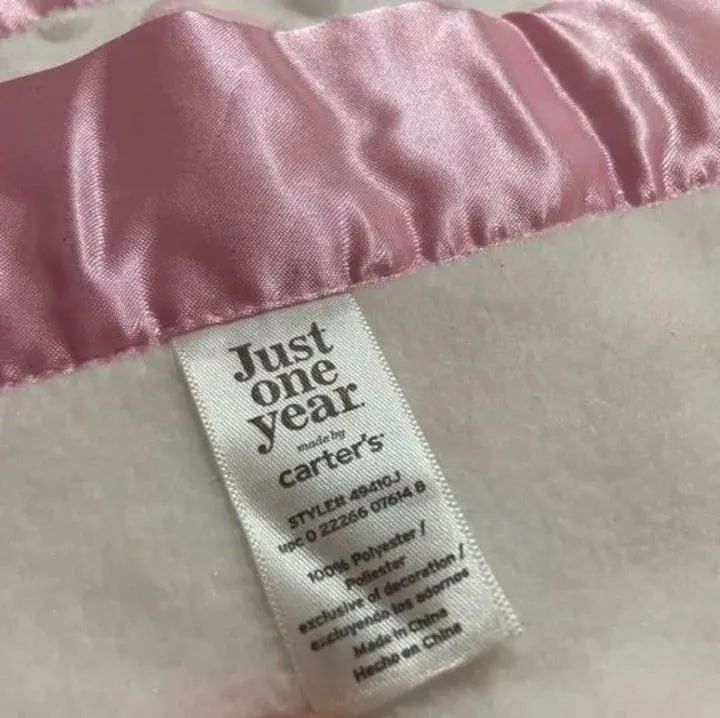 Just
one
year
made by
carter's
STYLE# 49410J
upc 0 22266 07614 8
100% Polyester /
Poliester
exclusive of decoration /
excluyendo los adornos
Made in China
Hecho en China